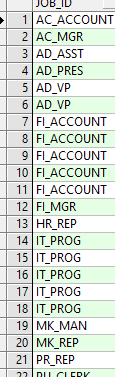 JOB_ID
1 AC_ACCOUNT
2 AC_MGR
3 AD_ASST
4 AD_PRES
5 AD_VP
6 AD_VP
7 FI_ACCOUNT
8 FI_ACCOUNT
9 FI_ACCOUNT
10 FI_ACCOUNT
11 FI_ACCOUNT
12 FI_MGR
13 HR_REP
14 IT_PROG
15 IT_PROG
16 IT_PROG
17 IT_PROG
18 IT_PROG
19 MK_MAN
20 MK_REP
21 PR_REP
22 PU_CLERK